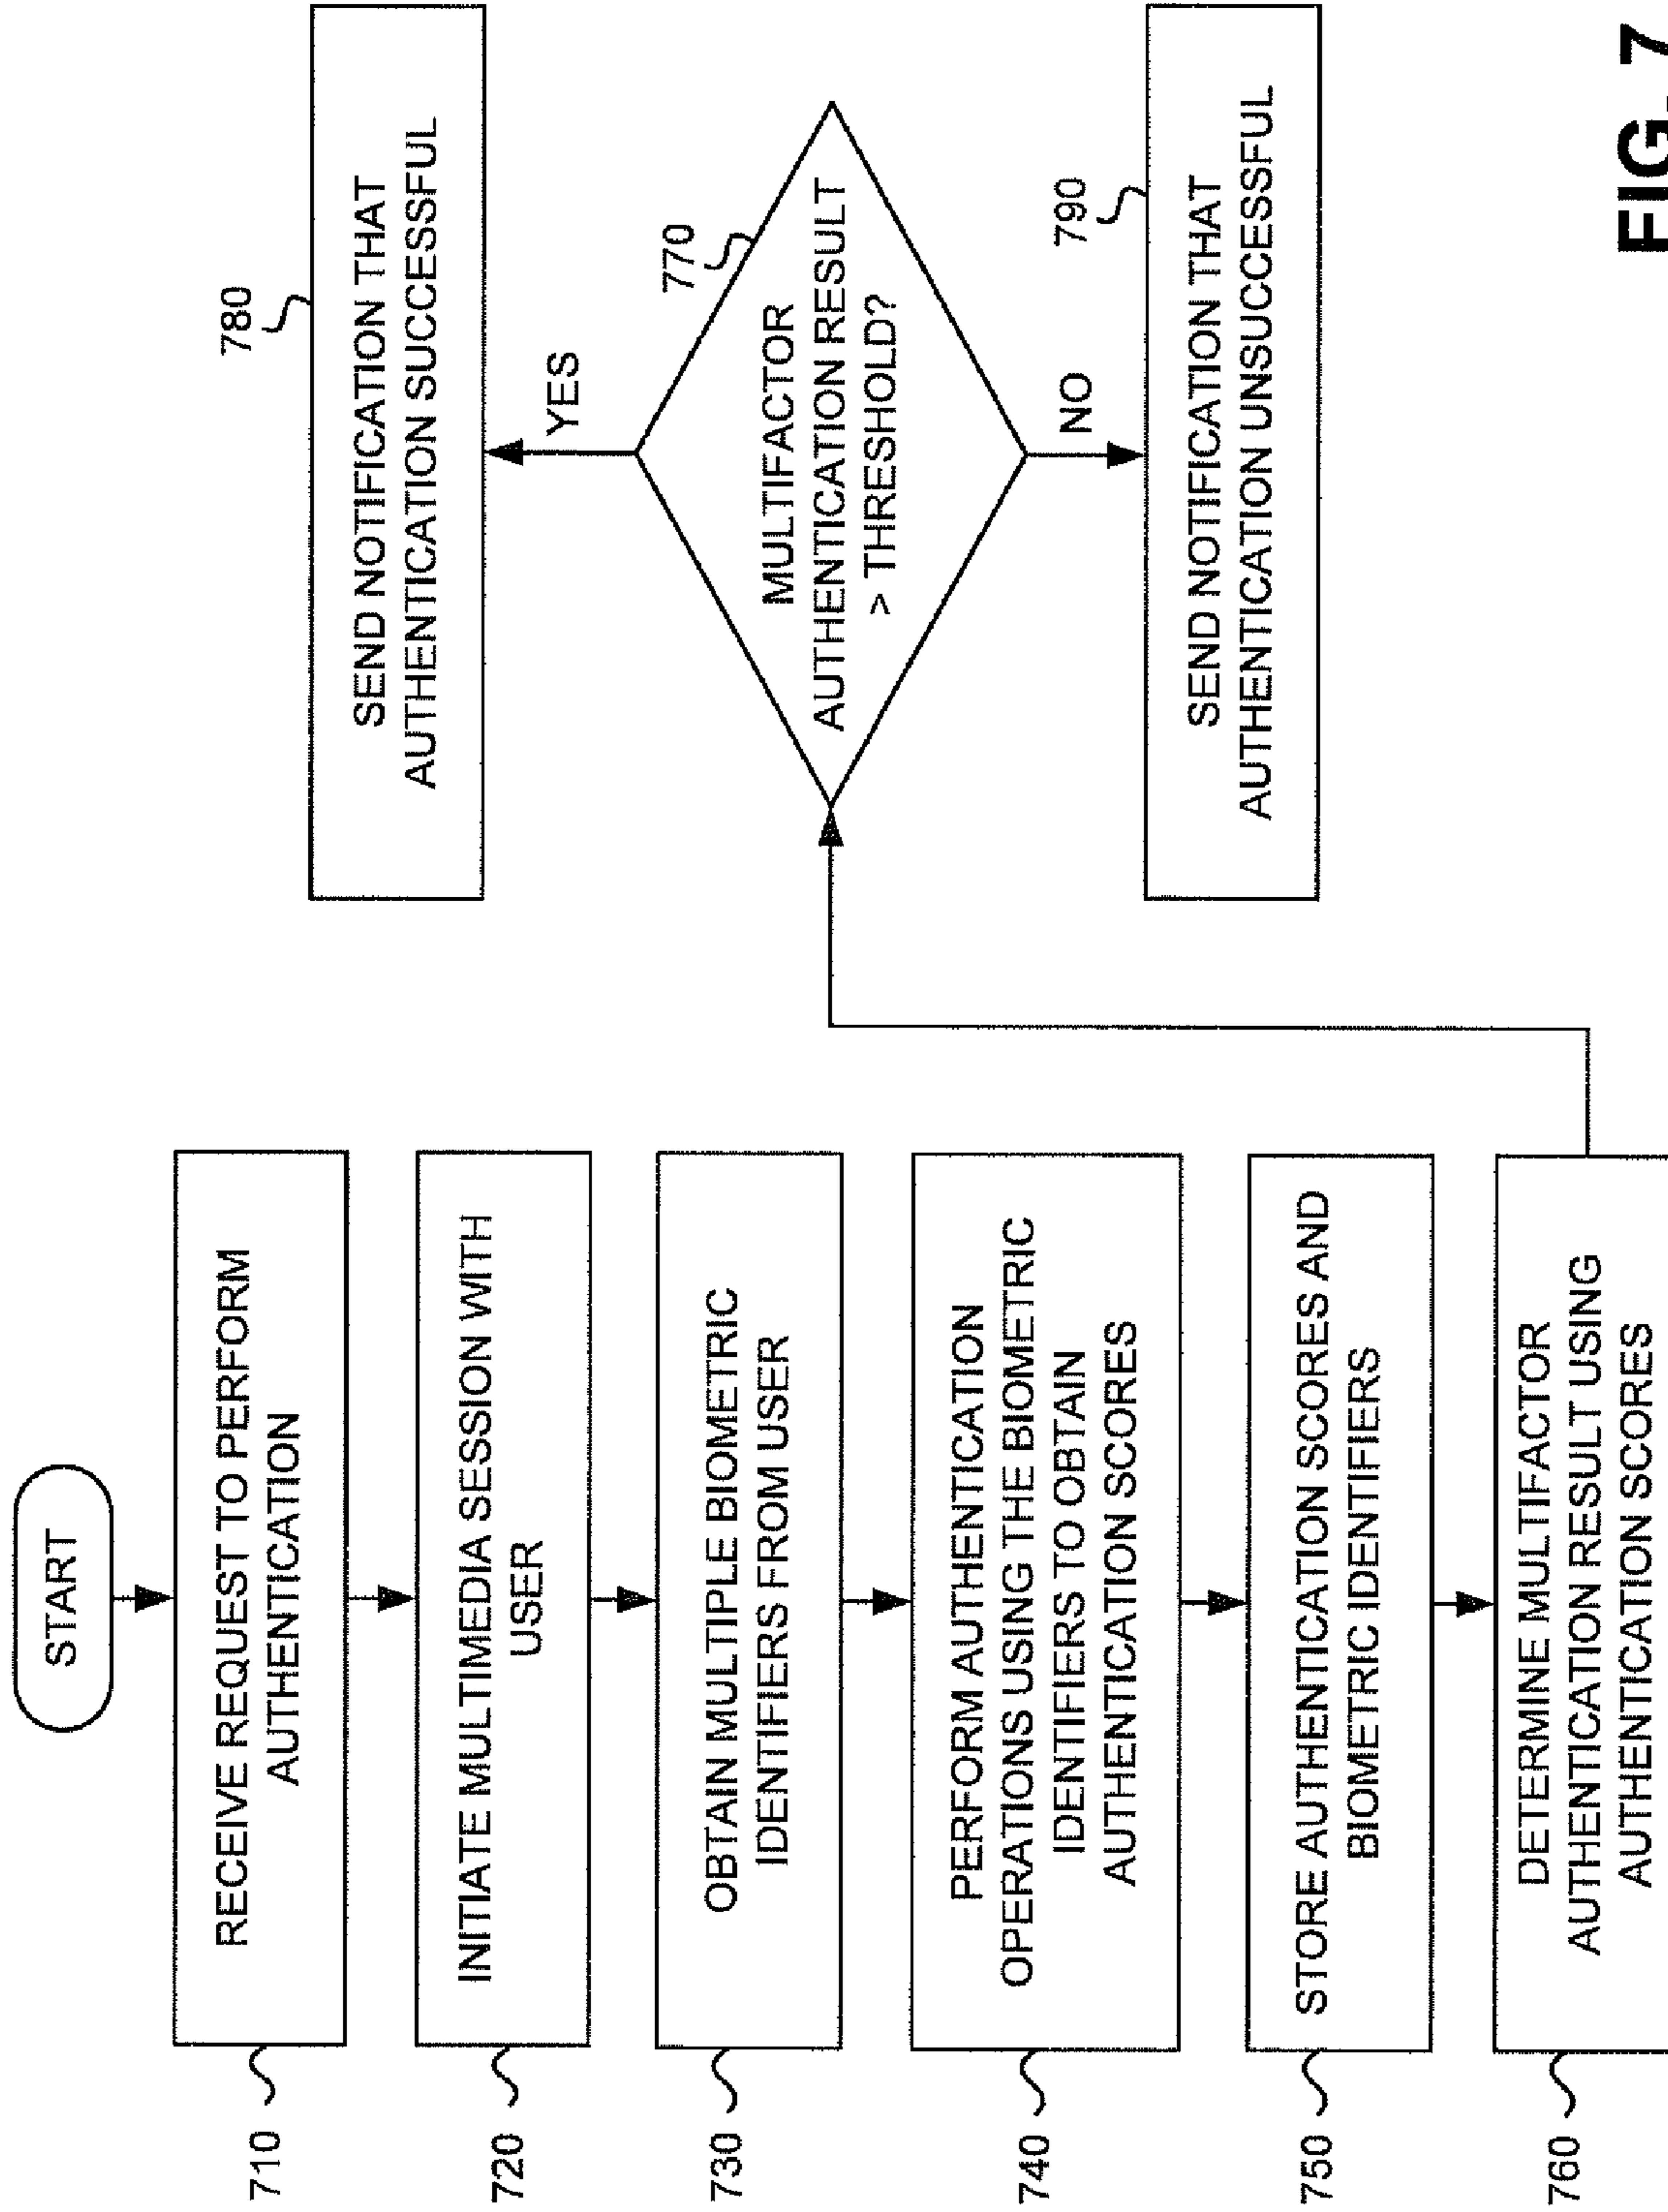 START
710
RECEIVE REQUEST TO PERFORM
AUTHENTICATION
720
INITIATE MULTIMEDIA SESSION WITH
USER
730
OBTAIN MULTIPLE BIOMETRIC
IDENTIFIERS FROM USER
740
PERFORM AUTHENTICATION
OPERATIONS USING THE BIOMETRIC
IDENTIFIERS TO OBTAIN
AUTHENTICATION SCORES
750
STORE AUTHENTICATION SCORES AND
BIOMETRIC IDENTIFIERS
760
DETERMINE MULTIFACTOR
AUTHENTICATION RESULT USING
AUTHENTICATION SCORES
770
MULTIFACTOR
AUTHENTICATION RESULT
> THRESHOLD?
YES
780
SEND NOTIFICATION THAT
AUTHENTICATION SUCCESSFUL
NO
790
SEND NOTIFICATION THAT
AUTHENTICATION UNSUCCESSFUL
FIG. 7